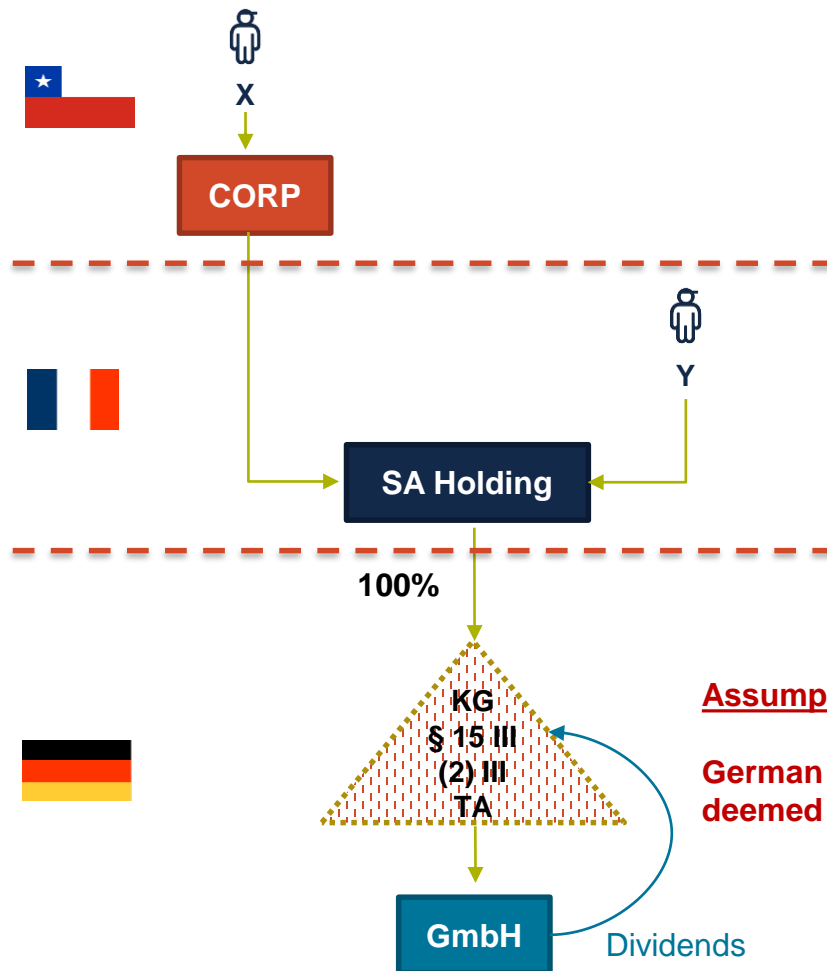 X
CORP
Y
SA Holding
100%
KG
§ 15 III
(2) III
TA
Assump
German
deemed
GmbH
Dividends